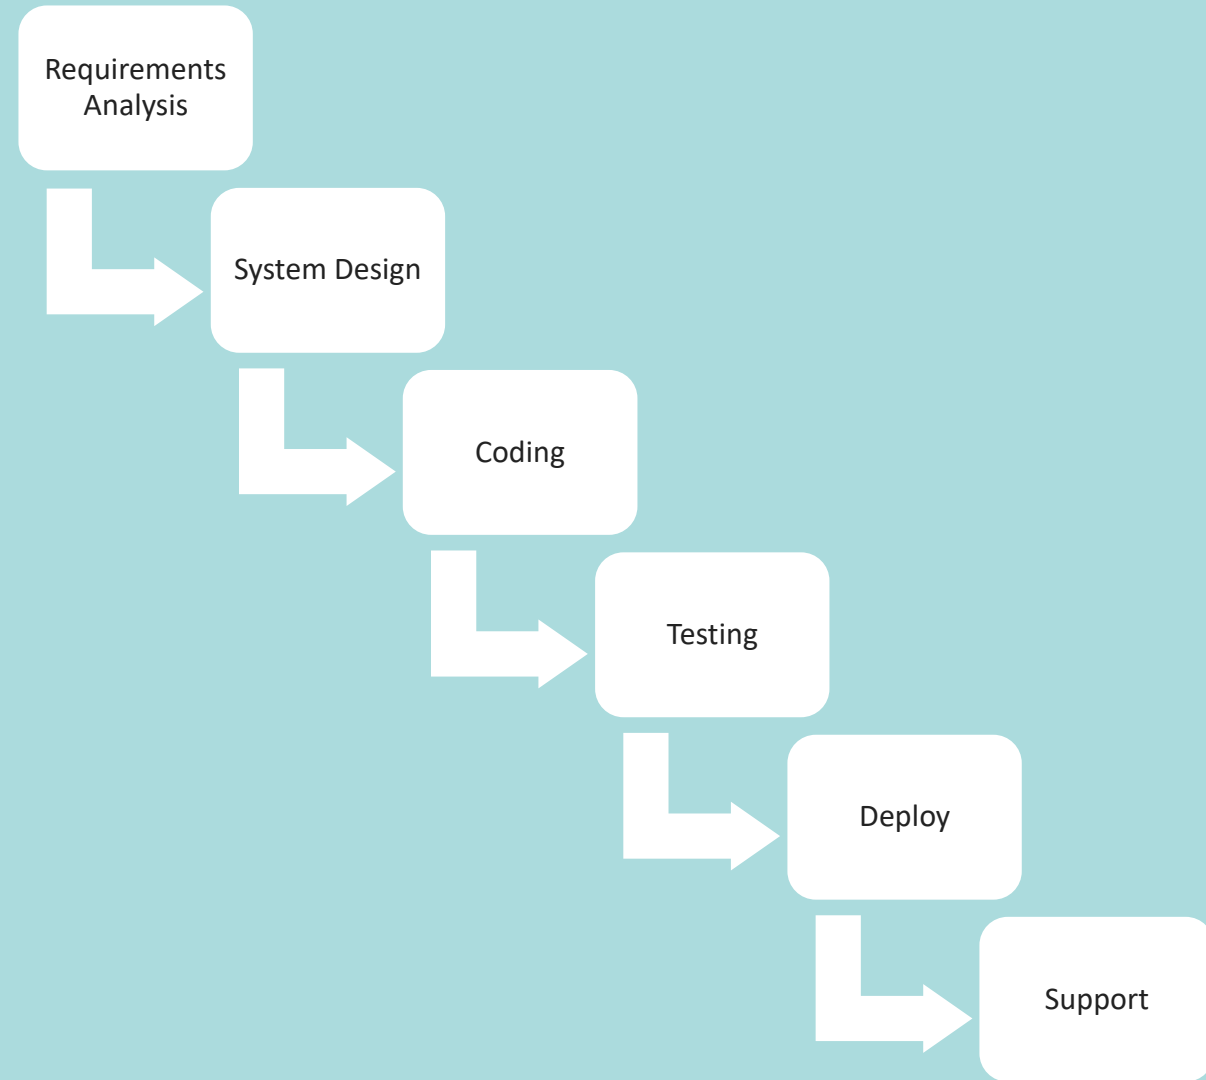 Requirements
Analysis
System Design
Coding
Testing
Deploy
Support